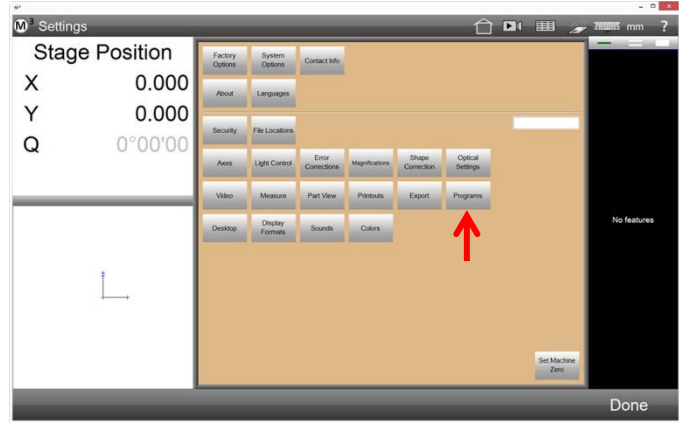 M³
M³ Settings
mm ?
Stage Position
X 0.000
Y 0.000
Q 0°00'00
Factory Options
System Options
Contact Info
About
Languages
Security
File Locations
Axes
Light Control
Error Corrections
Magnifications
Shape Correction
Optical Settings
Video
Measure
Part View
Printouts
Export
Programs
Desktop
Display Formats
Sounds
Colors
No features
Set Machine Zero
Done